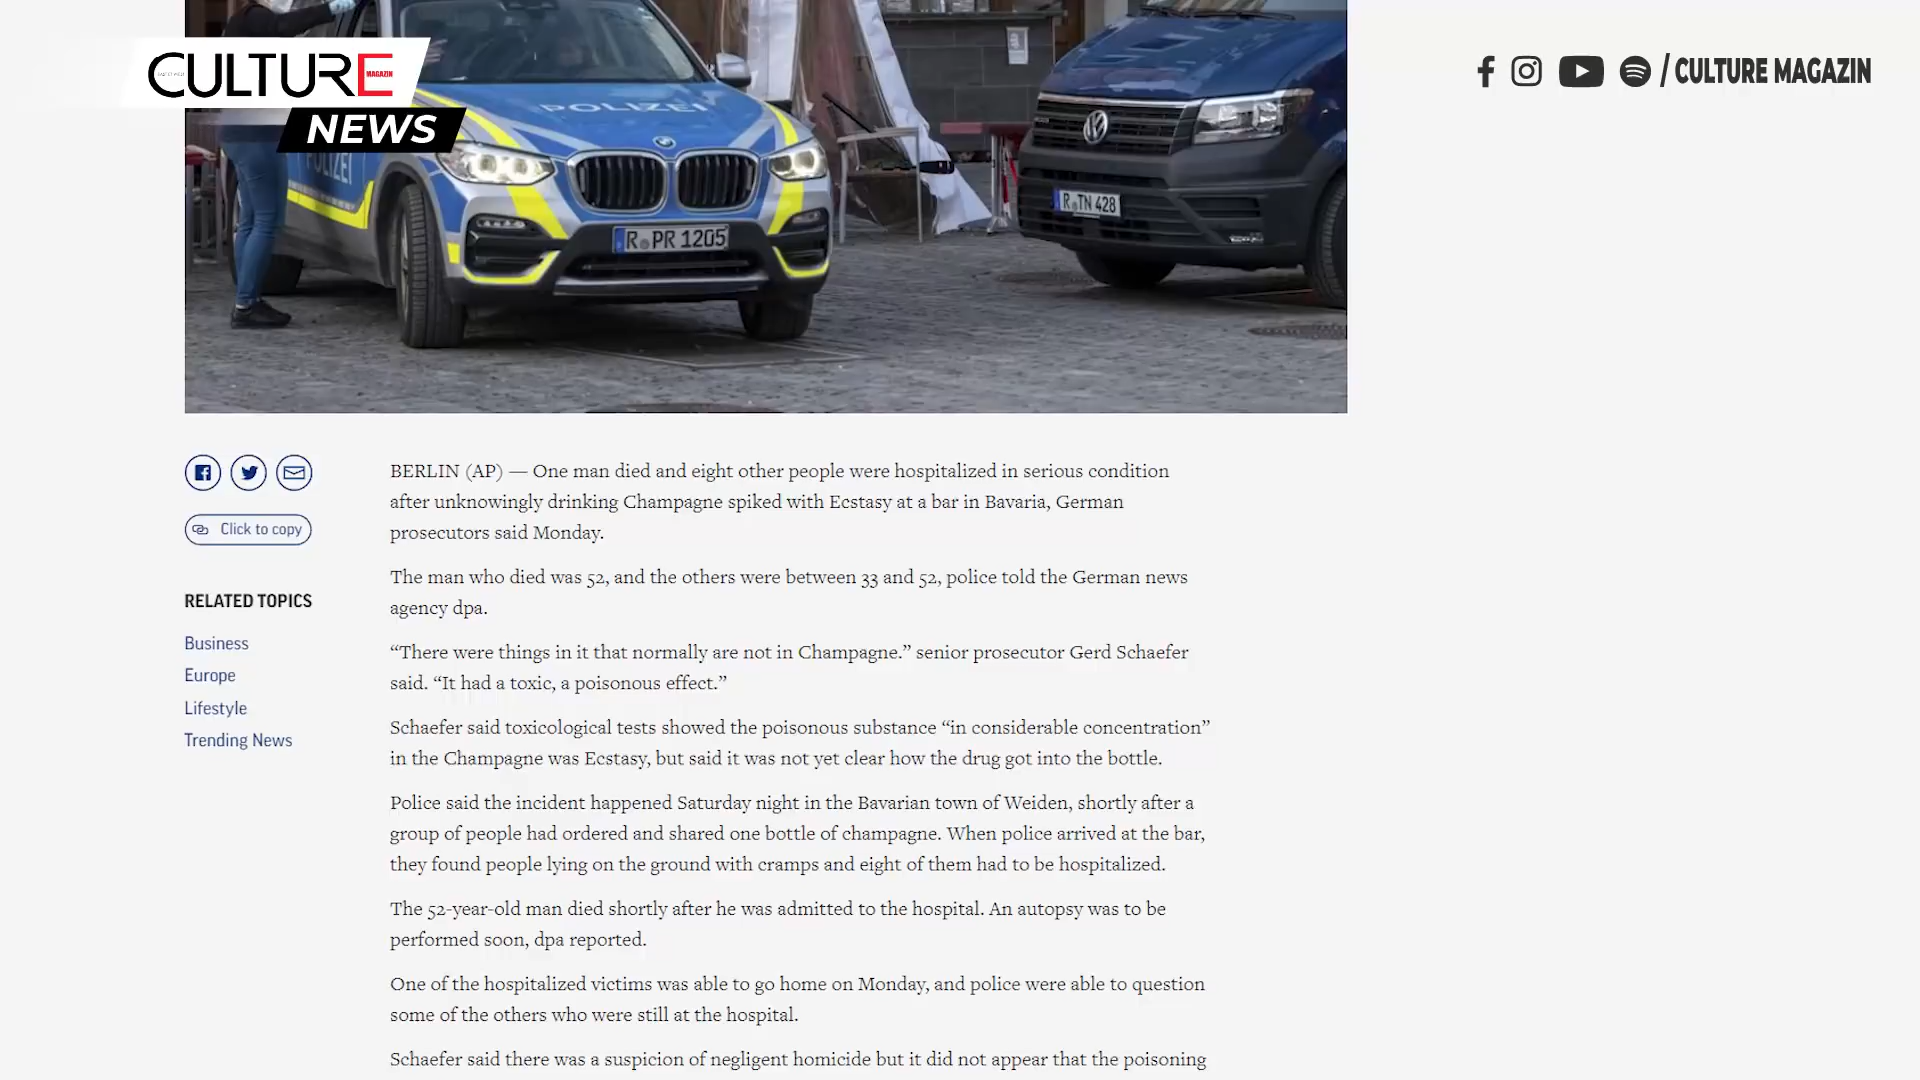 CULTURE
MAGAZIN
NEWS
POLIZEI
POLIZEI
R PR 1205
R TN 428
/ CULTURE MAGAZIN
Click to copy
RELATED TOPICS
Business
Europe
Lifestyle
Trending News
BERLIN (AP) — One man died and eight other people were hospitalized in serious condition
after unknowingly drinking Champagne spiked with Ecstasy at a bar in Bavaria, German
prosecutors said Monday.
The man who died was 52, and the others were between 33 and 52, police told the German news
agency dpa.
“There were things in it that normally are not in Champagne.” senior prosecutor Gerd Schaefer
said. “It had a toxic, a poisonous effect.”
Schaefer said toxicological tests showed the poisonous substance “in considerable concentration”
in the Champagne was Ecstasy, but said it was not yet clear how the drug got into the bottle.
Police said the incident happened Saturday night in the Bavarian town of Weiden, shortly after a
group of people had ordered and shared one bottle of champagne. When police arrived at the bar,
they found people lying on the ground with cramps and eight of them had to be hospitalized.
The 52-year-old man died shortly after he was admitted to the hospital. An autopsy was to be
performed soon, dpa reported.
One of the hospitalized victims was able to go home on Monday, and police were able to question
some of the others who were still at the hospital.
Schaefer said there was a suspicion of negligent homicide but it did not appear that the poisoning